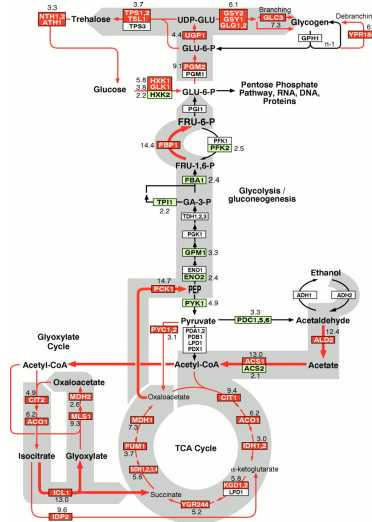 3.3
NTH1,2
ATH1
Trehalose
3.7
TPS1,2
TSL1
TPS3
UDP-GLU
6.1
GSY2
GSY1
GLG1,2
Branching
GLC3
7.3
Glycogen
GPH1
n-1
Debranching
6.
YPR18
4.4
UGP1
GLU-6-P
9.1
PGM2
PGM1
Glucose
5.8
HXK1
3.8
GLK1
2.2
HXK2
GLU-6-P
Pentose Phosphate
Pathway, RNA, DNA,
Proteins
PGI1
FRU-6-P
14.4
FBP1
PFK1
PFK2
2.5
FRU-1,6-P
FBA1
2.4
Glycolysis /
gluconeogenesis
TPI1
2.2
GA-3-P
TDH1,2,3
PGK1
GPM1
3.3
ENO1
ENO2
2.4
14.7
PCK1
PEP
PYK1
4.9
Ethanol
ADH1
ADH2
Pyruvate
3.3
PDC1,5,6
Acetaldehyde
PYC1,2
3.1
PDA1,2
PDB1
LPD1
PDX1
12.4
ALD2
Glyoxylate
Cycle
13.0
ACS1
ACS2
2.1
Acetate
Acetyl-CoA
Acetyl-CoA
Oxaloacetate
4.9
CIT2
MDH2
2.6
Oxaloacetate
9.4
CIT1
6.2
ACO1
MLS1
9.3
MDH1
7.3
6.2
ACO1
Isocitrate
Glyoxylate
FUM1
3.7
TCA Cycle
3.0
IDH1,2
SDH1,2,3,4
5.6
α-ketoglutarate
5.8
KGD1,2
LPD1
ICL1
13.0
Succinate
YGR244
5.2
9.6
IDP2